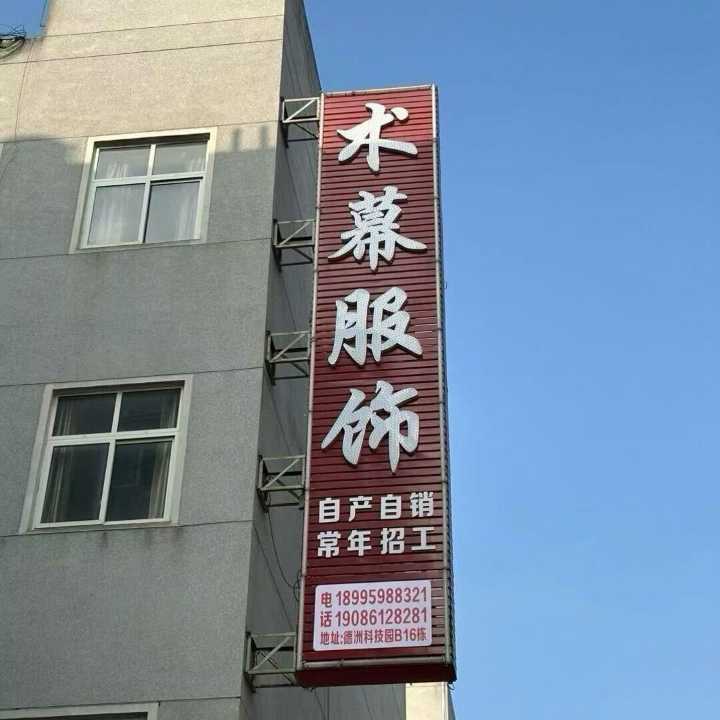 术幕服饰
自产自销
常年招工
电 18995988321
话 19086128281
地址:德洲科技园B16栋